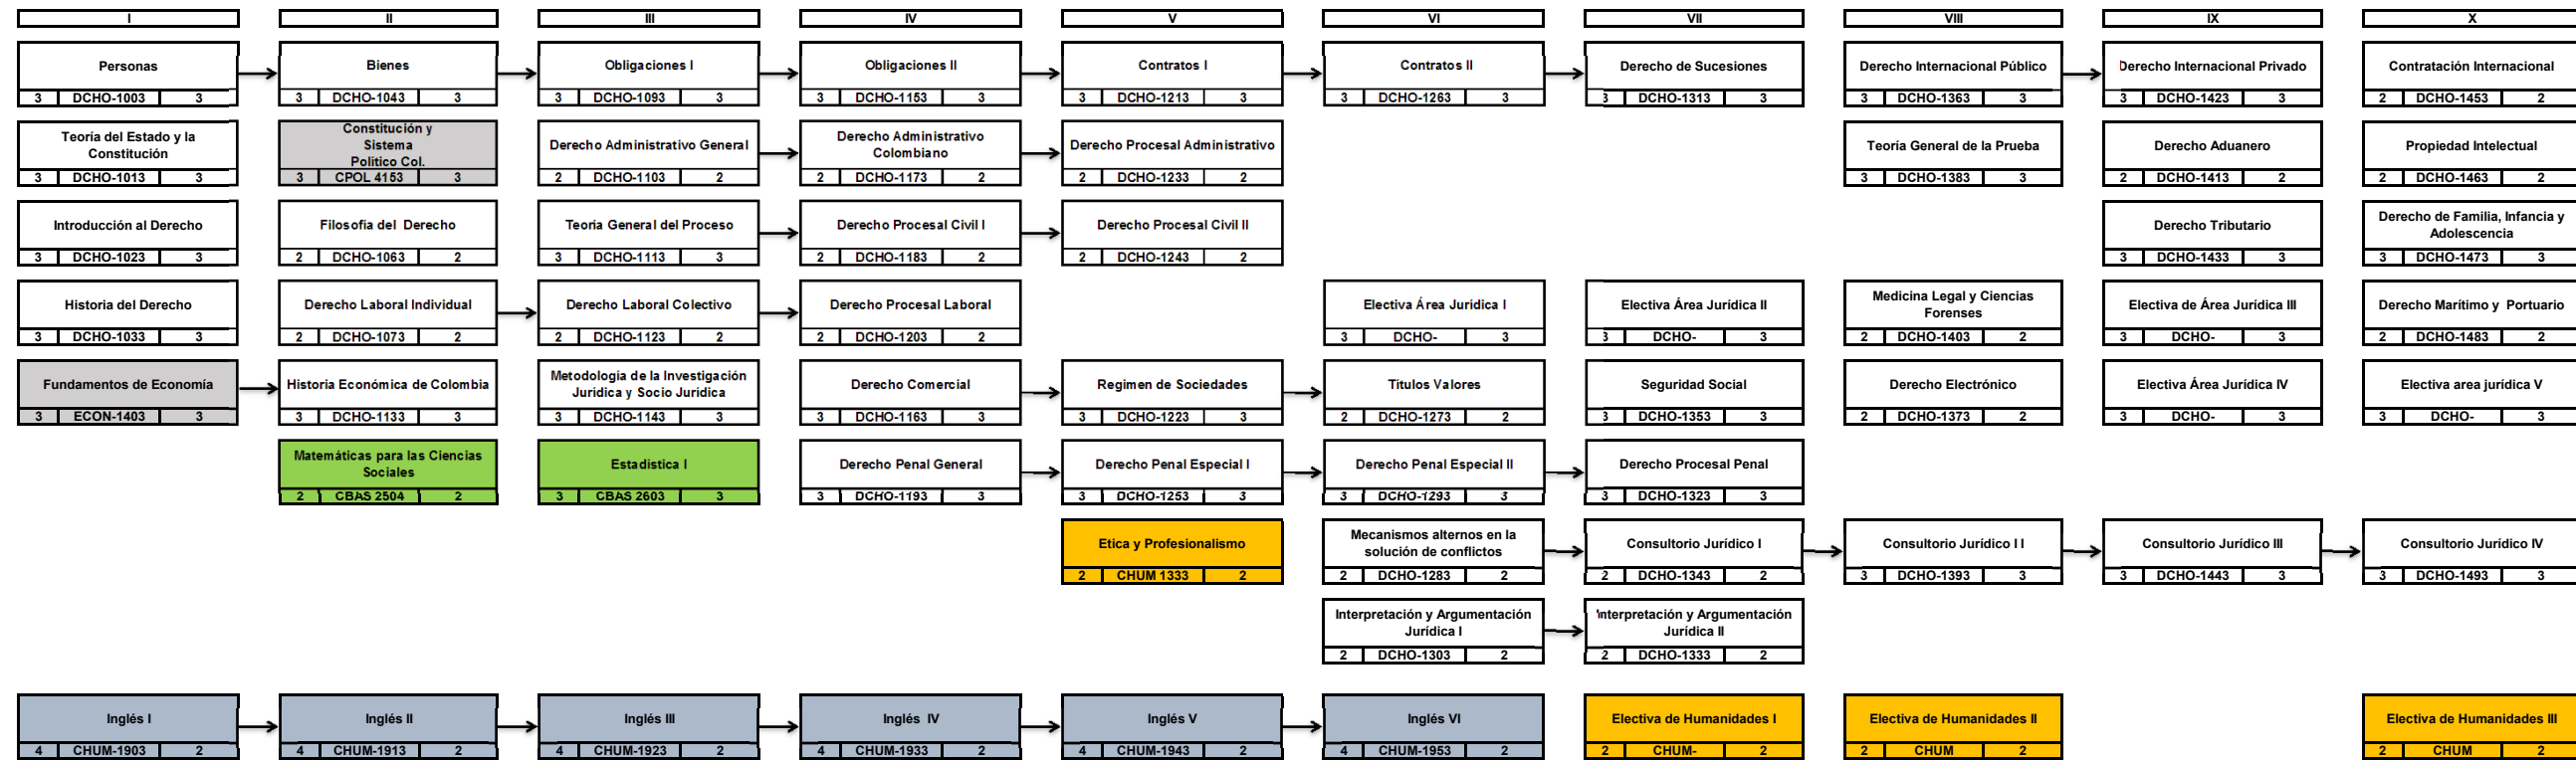 I II III IV V VI VII VIII IX X
Personas
3 DCHO-1003 3
Bienes
3 DCHO-1043 3
Obligaciones I
3 DCHO-1093 3
Obligaciones II
3 DCHO-1153 3
Contratos I
3 DCHO-1213 3
Contratos II
3 DCHO-1263 3
Derecho de Sucesiones
3 DCHO-1313 3
Derecho Internacional Público
3 DCHO-1363 3
Derecho Internacional Privado
3 DCHO-1423 3
Contratación Internacional
2 DCHO-1453 2
Teoría del Estado y la
Constitución
3 DCHO-1013 3
Constitución y
Sistema
Politico Col.
3 CPOL 4153 3
Derecho Administrativo General
2 DCHO-1103 2
Derecho Administrativo
Colombiano
2 DCHO-1173 2
Derecho Procesal Administrativo
2 DCHO-1233 2
Teoría General de la Prueba
3 DCHO-1383 3
Derecho Aduanero
2 DCHO-1413 2
Propiedad Intelectual
2 DCHO-1463 2
Introducción al Derecho
3 DCHO-1023 3
Filosofía del Derecho
2 DCHO-1063 2
Teoría General del Proceso
3 DCHO-1113 3
Derecho Procesal Civil I
2 DCHO-1183 2
Derecho Procesal Civil II
2 DCHO-1243 2
Derecho Tributario
3 DCHO-1433 3
Derecho de Familia, Infancia y
Adolescencia
3 DCHO-1473 3
Historia del Derecho
3 DCHO-1033 3
Derecho Laboral Individual
2 DCHO-1073 2
Derecho Laboral Colectivo
2 DCHO-1123 2
Derecho Procesal Laboral
2 DCHO-1203 2
Electiva Área Jurídica I
3 DCHO- 3
Electiva Área Jurídica II
3 DCHO- 3
Medicina Legal y Ciencias
Forenses
2 DCHO-1403 2
Electiva de Área Jurídica III
3 DCHO- 3
Derecho Marítimo y Portuario
2 DCHO-1483 2
Fundamentos de Economía
3 ECON-1403 3
Historia Económica de Colombia
3 DCHO-1133 3
Metodología de la Investigación
Jurídica y Socio Jurídica
3 DCHO-1143 3
Derecho Comercial
3 DCHO-1163 3
Regimen de Sociedades
3 DCHO-1223 3
Títulos Valores
2 DCHO-1273 2
Seguridad Social
3 DCHO-1353 3
Derecho Electrónico
2 DCHO-1373 2
Electiva Área Jurídica IV
3 DCHO- 3
Electiva area jurídica V
3 DCHO- 3
Matemáticas para las Ciencias
Sociales
2 CBAS 2504 2
Estadística I
3 CBAS 2603 3
Derecho Penal General
3 DCHO-1193 3
Derecho Penal Especial I
3 DCHO-1253 3
Derecho Penal Especial II
3 DCHO-1293 3
Derecho Procesal Penal
3 DCHO-1323 3
Etica y Profesionalismo
2 CHUM 1333 2
Mecanismos alternos en la
solución de conflictos
2 DCHO-1283 2
Consultorio Jurídico I
2 DCHO-1343 2
Consultorio Jurídico I I
3 DCHO-1393 3
Consultorio Jurídico III
3 DCHO-1443 3
Consultorio Jurídico IV
3 DCHO-1493 3
Interpretación y Argumentación
Jurídica I
2 DCHO-1303 2
Interpretación y Argumentación
Jurídica II
2 DCHO-1333 2
Inglés I
4 CHUM-1903 2
Inglés II
4 CHUM-1913 2
Inglés III
4 CHUM-1923 2
Inglés IV
4 CHUM-1933 2
Inglés V
4 CHUM-1943 2
Inglés VI
4 CHUM-1953 2
Electiva de Humanidades I
2 CHUM- 2
Electiva de Humanidades II
2 CHUM 2
Electiva de Humanidades III
2 CHUM 2